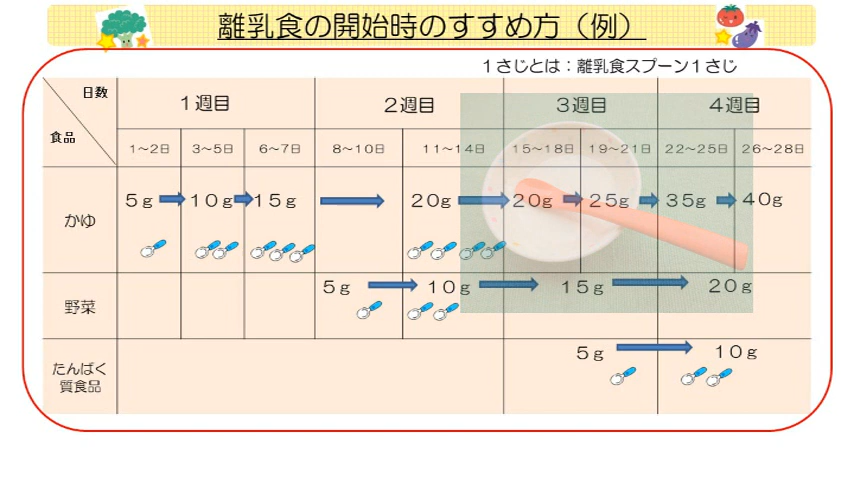 離乳食の開始時のすすめ方（例）
１さじとは：離乳食スプーン１さじ
日数
食品
１週目 ２週目 ３週目 ４週目
1～2日 3～5日 6～7日 8～10日 11～14日 15～18日 19～21日 22～25日 26～28日
かゆ
5ｇ 10ｇ 15ｇ 20ｇ 20g 25ｇ 35ｇ 40g
野菜
5ｇ 10ｇ 15ｇ 20ｇ
たんぱく
質食品
5ｇ 10ｇ